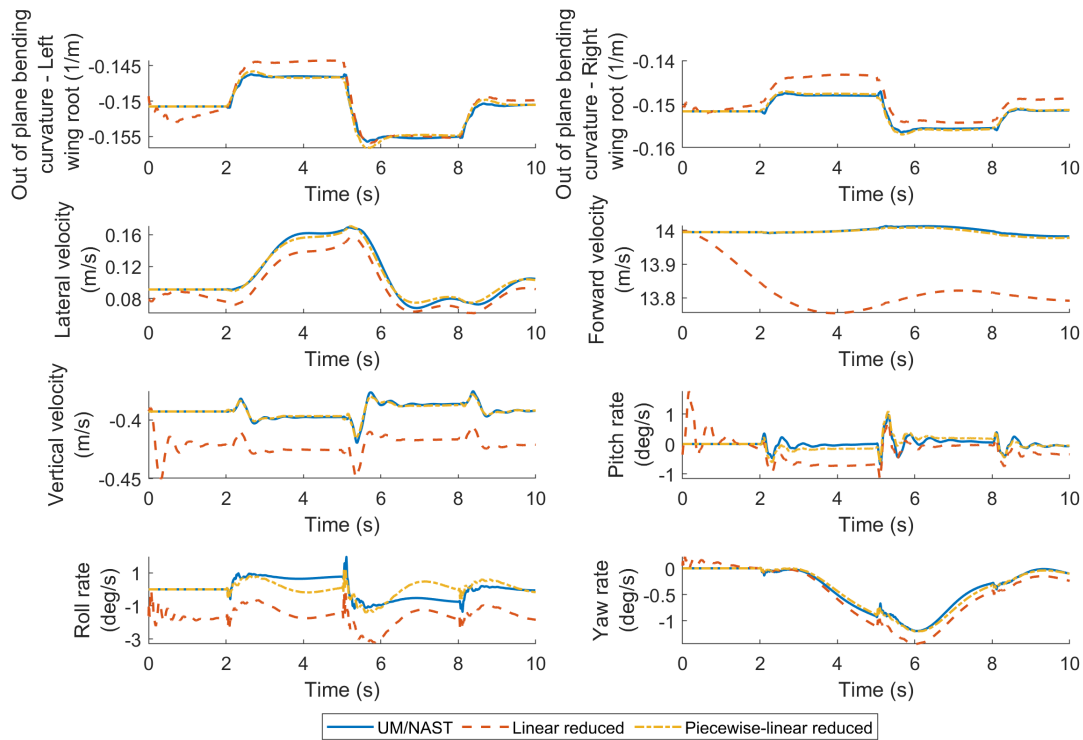 Out of plane bending
curvature - Left
wing root (1/m)
-0.145
-0.15
-0.155
0 2 4 6 8 10
Time (s)
Out of plane bending
curvature - Right
wing root (1/m)
-0.14
-0.15
-0.16
0 2 4 6 8 10
Time (s)
Lateral velocity
(m/s)
0.16
0.12
0.08
0 2 4 6 8 10
Time (s)
Forward velocity
(m/s)
14
13.9
13.8
0 2 4 6 8 10
Time (s)
Vertical velocity
(m/s)
-0.4
-0.45
0 2 4 6 8 10
Time (s)
Pitch rate
(deg/s)
1
0
-1
0 2 4 6 8 10
Time (s)
Roll rate
(deg/s)
1
-1
-3
0 2 4 6 8 10
Time (s)
Yaw rate
(deg/s)
0
-0.5
-1
0 2 4 6 8 10
Time (s)
UM/NAST Linear reduced Piecewise-linear reduced